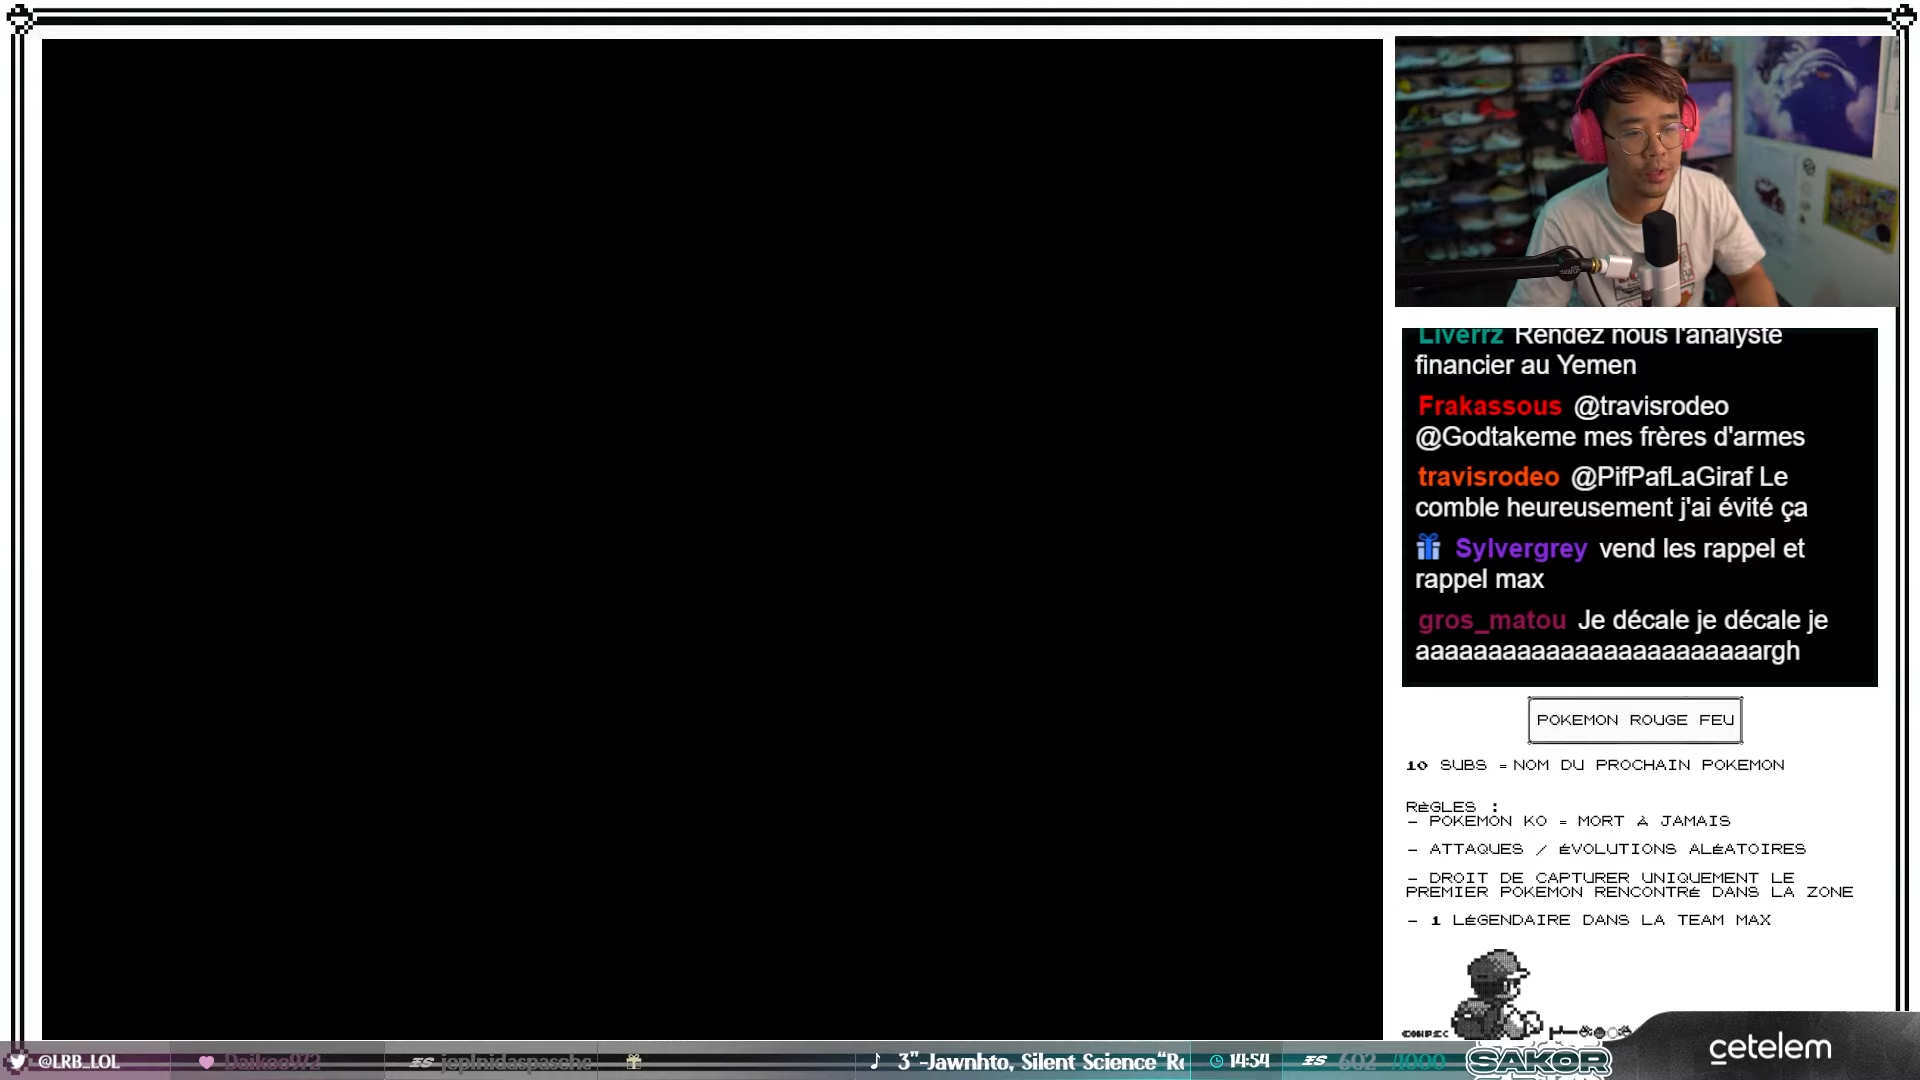 Liverrz Rendez nous l'analyste
financier au Yemen
Frakassous @travisrodeo
@Godtakeme mes frères d'armes
travisrodeo @PifPafLaGiraf Le
comble heureusement j'ai évité ça
Sylvergrey vend les rappel et
rappel max
gros_matou Je décale je décale je
aaaaaaaaaaaaaaaaaaaaaaaargh
POKEMON ROUGE FEU
10 SUBS = NOM DU PROCHAIN POKEMON
RÈGLES :
- POKEMON KO = MORT À JAMAIS
- ATTAQUES / ÉVOLUTIONS ALÉATOIRES
- DROIT DE CAPTURER UNIQUEMENT LE
PREMIER POKEMON RENCONTRÉ DANS LA ZONE
- 1 LÉGENDAIRE DANS LA TEAM MAX
@LRB_LOL Daikoo972 3"-Jawnhto, Silent Science"Re 14:54 602 /1000 SAKOR cetelem